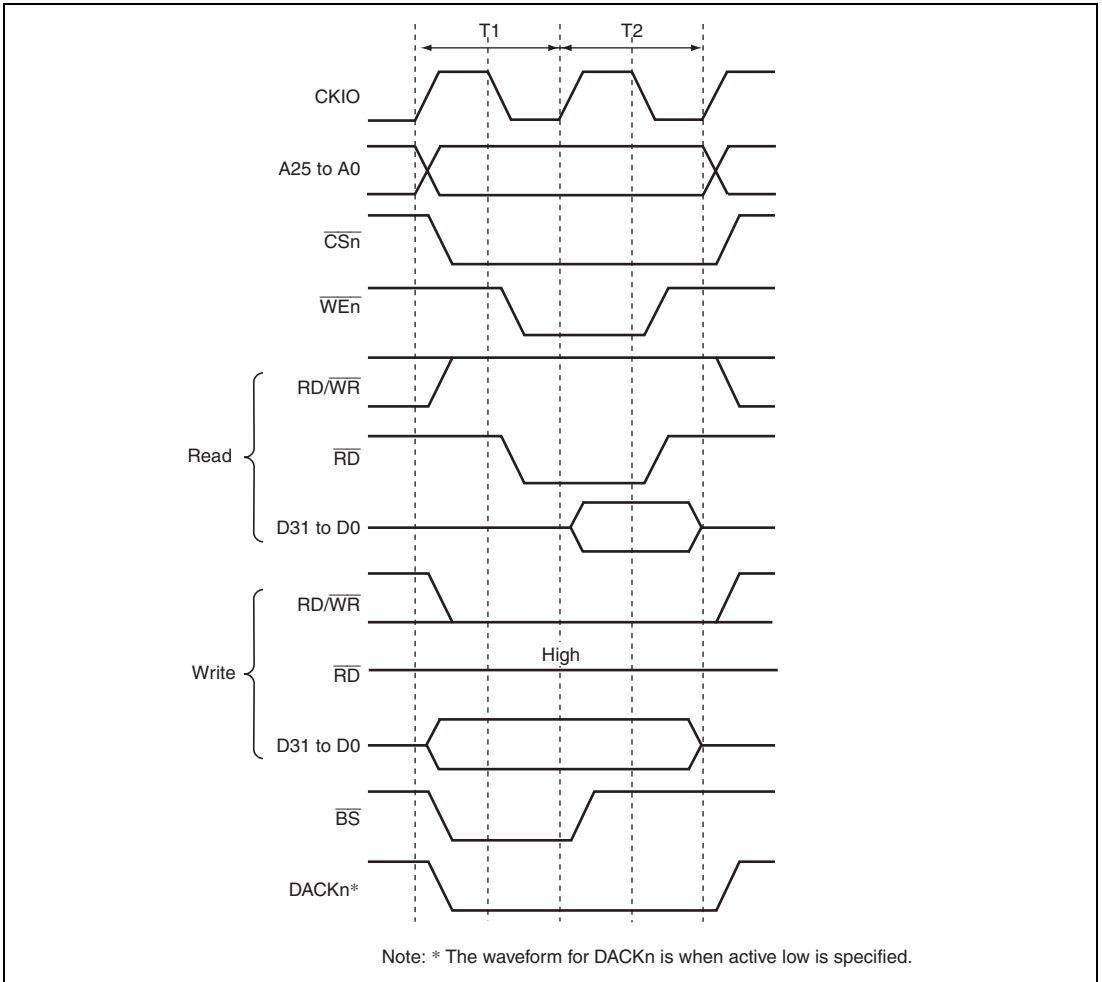 T1 T2
CKIO
A25 to A0
CSn
WEn
RD/WR
Read
RD
D31 to D0
RD/WR
High
Write
RD
D31 to D0
BS
DACKn*
Note: * The waveform for DACKn is when active low is specified.